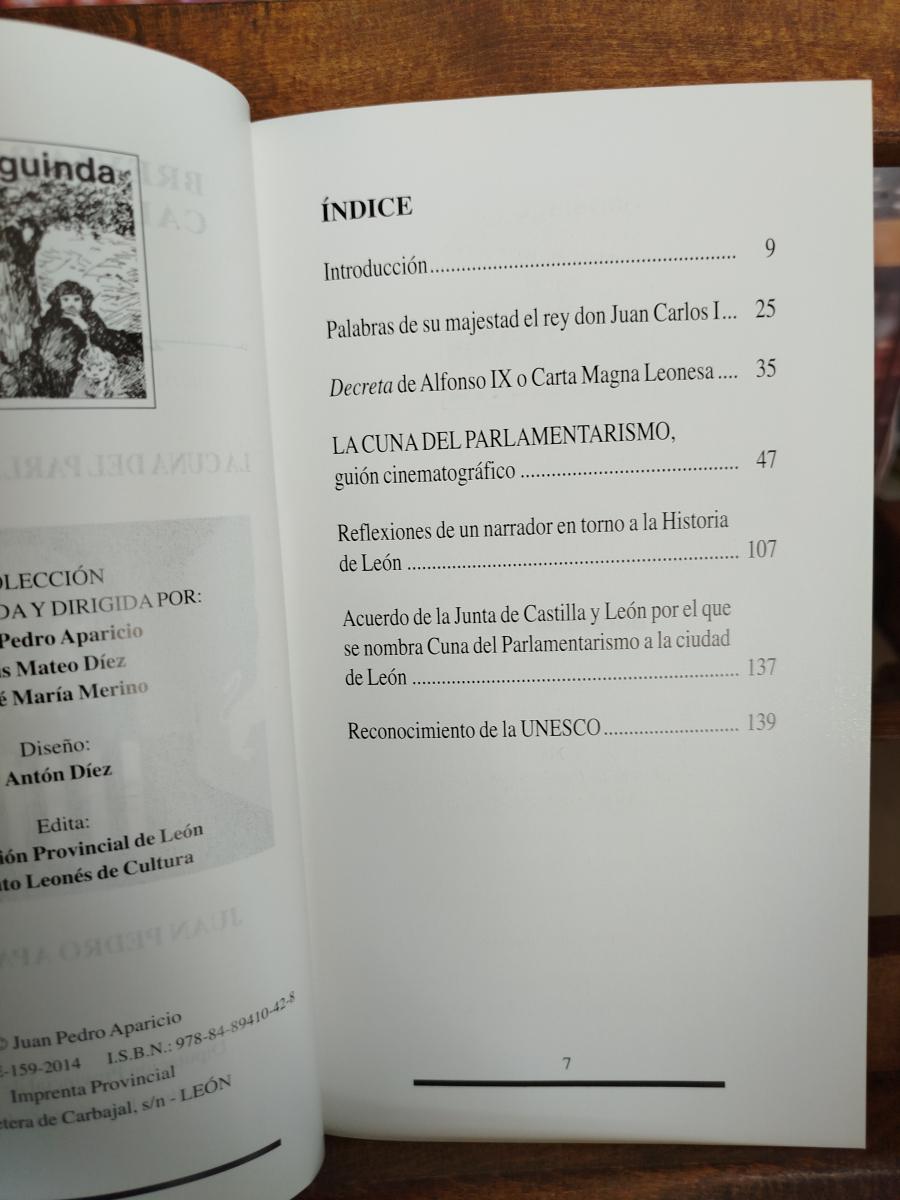 guinda
OLECCIÓN
DA Y DIRIGIDA POR:
Pedro Aparicio
s Mateo Díez
é María Merino
Diseño:
Antón Díez
Edita:
ión Provincial de León
to Leonés de Cultura
© Juan Pedro Aparicio
-159-2014 I.S.B.N.: 978-84-89410-42-8
Imprenta Provincial
etera de Carbajal, s/n - LEÓN
ÍNDICE
Introducción.......................................................... 9
Palabras de su majestad el rey don Juan Carlos I... 25
Decreta de Alfonso IX o Carta Magna Leonesa .... 35
LA CUNA DEL PARLAMENTARISMO,
guión cinematográfico .......................................... 47
Reflexiones de un narrador en torno a la Historia
de León ................................................................ 107
Acuerdo de la Junta de Castilla y León por el que
se nombra Cuna del Parlamentarismo a la ciudad
de León ................................................................ 137
Reconocimiento de la UNESCO.......................... 139
7